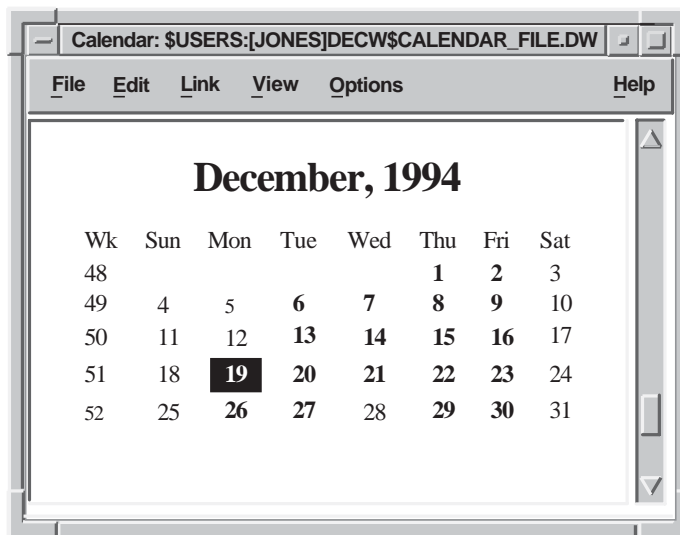 Calendar: $USERS:[JONES]DECW$CALENDAR_FILE.DW
File Edit Link View Options Help
December, 1994
Wk Sun Mon Tue Wed Thu Fri Sat
48 1 2 3
49 4 5 6 7 8 9 10
50 11 12 13 14 15 16 17
51 18 19 20 21 22 23 24
52 25 26 27 28 29 30 31